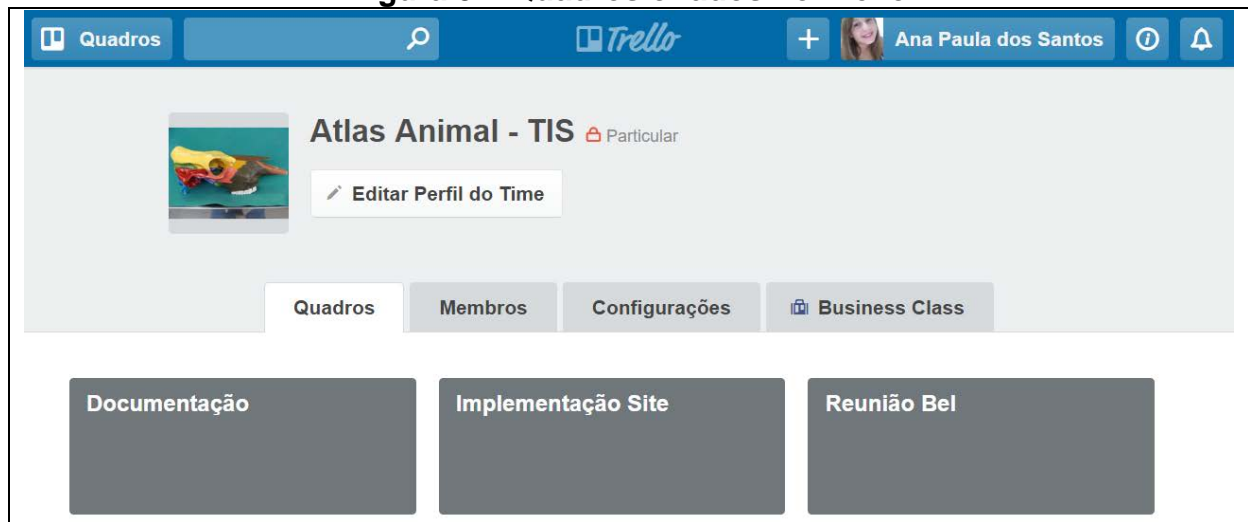 Quadros
Trello
Ana Paula dos Santos
Atlas Animal - TIS Particular
Editar Perfil do Time
Quadros Membros Configurações Business Class
Documentação Implementação Site Reunião Bel